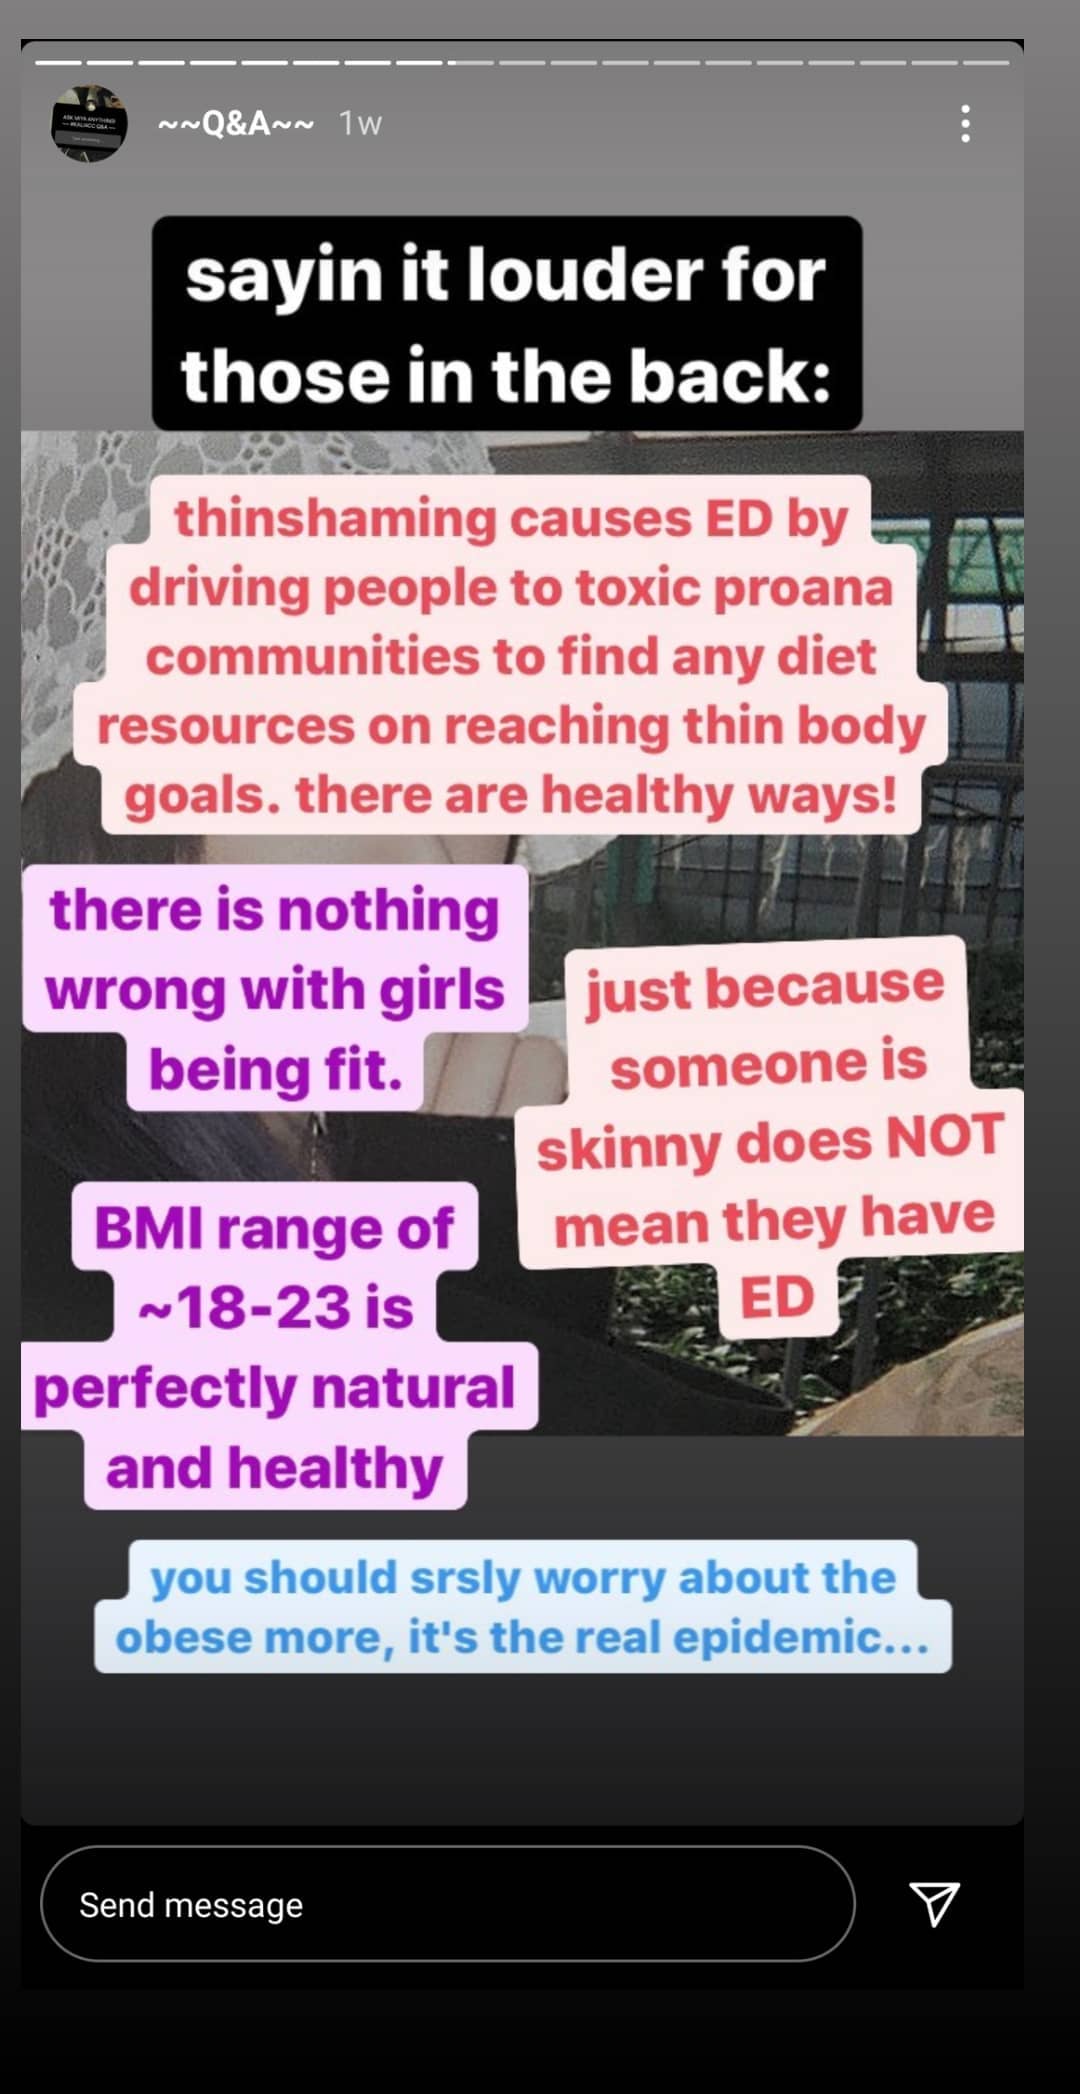 ~~Q&A~~ 1w
sayin it louder for
those in the back:
thinshaming causes ED by
driving people to toxic proana
communities to find any diet
resources on reaching thin body
goals. there are healthy ways!
there is nothing
wrong with girls
being fit.
just because
someone is
skinny does NOT
mean they have
ED
BMI range of
~18-23 is
perfectly natural
and healthy
you should srsly worry about the
obese more, it's the real epidemic...
Send message